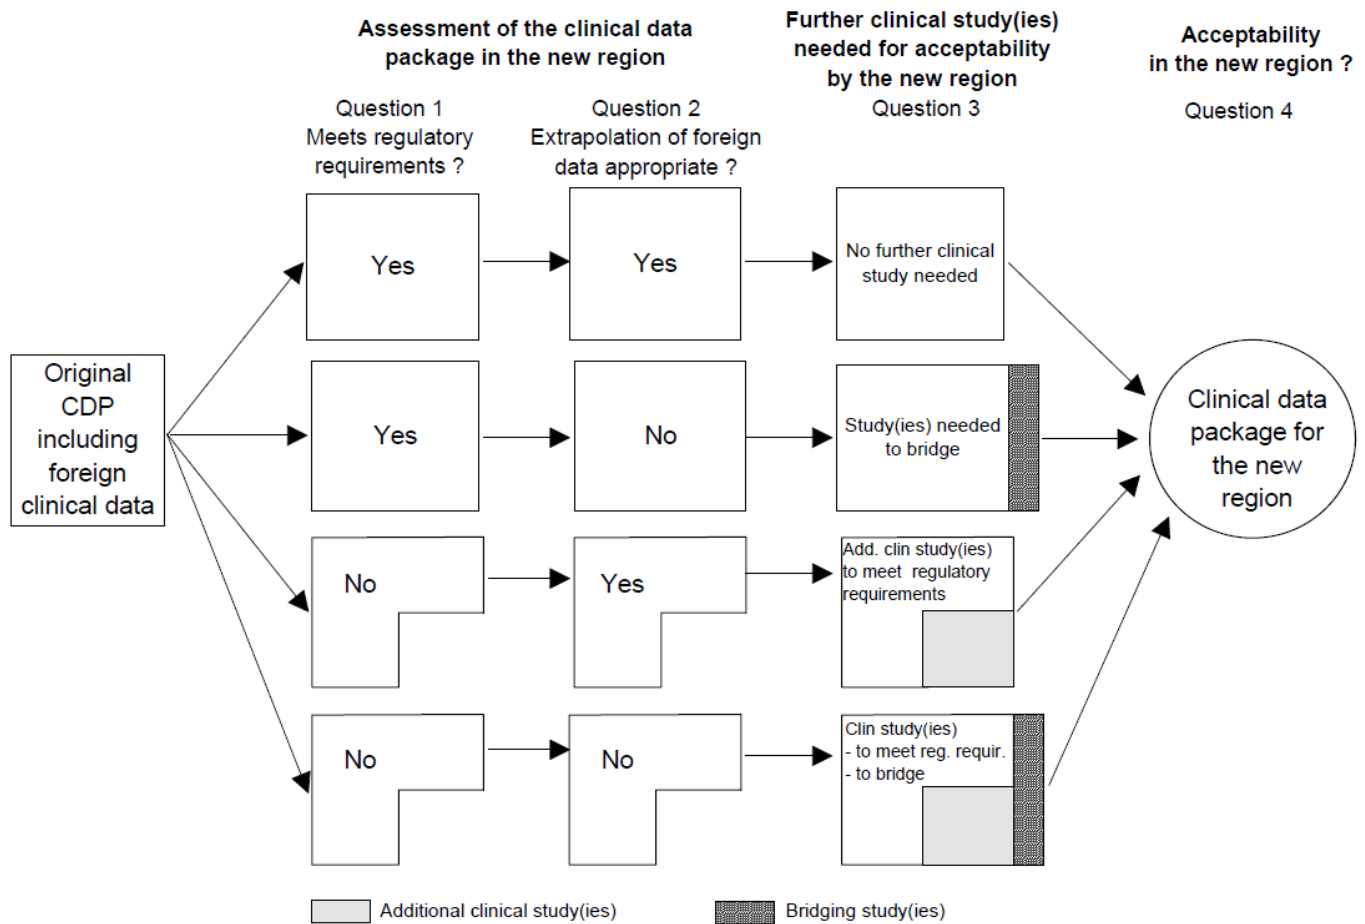 Assessment of the clinical data
package in the new region
Further clinical study(ies)
needed for acceptability
by the new region
Acceptability
in the new region ?
Question 1
Meets regulatory
requirements ?
Question 2
Extrapolation of foreign
data appropriate ?
Question 3
Question 4
Original
CDP
including
foreign
clinical data
Yes
Yes
No further clinical
study needed
Yes
No
Study(ies) needed
to bridge
No
Yes
Add. clin study(ies)
to meet regulatory
requirements
No
No
Clin study(ies)
- to meet reg. requir.
- to bridge
Clinical data
package for
the new
region
Additional clinical study(ies)
Bridging study(ies)